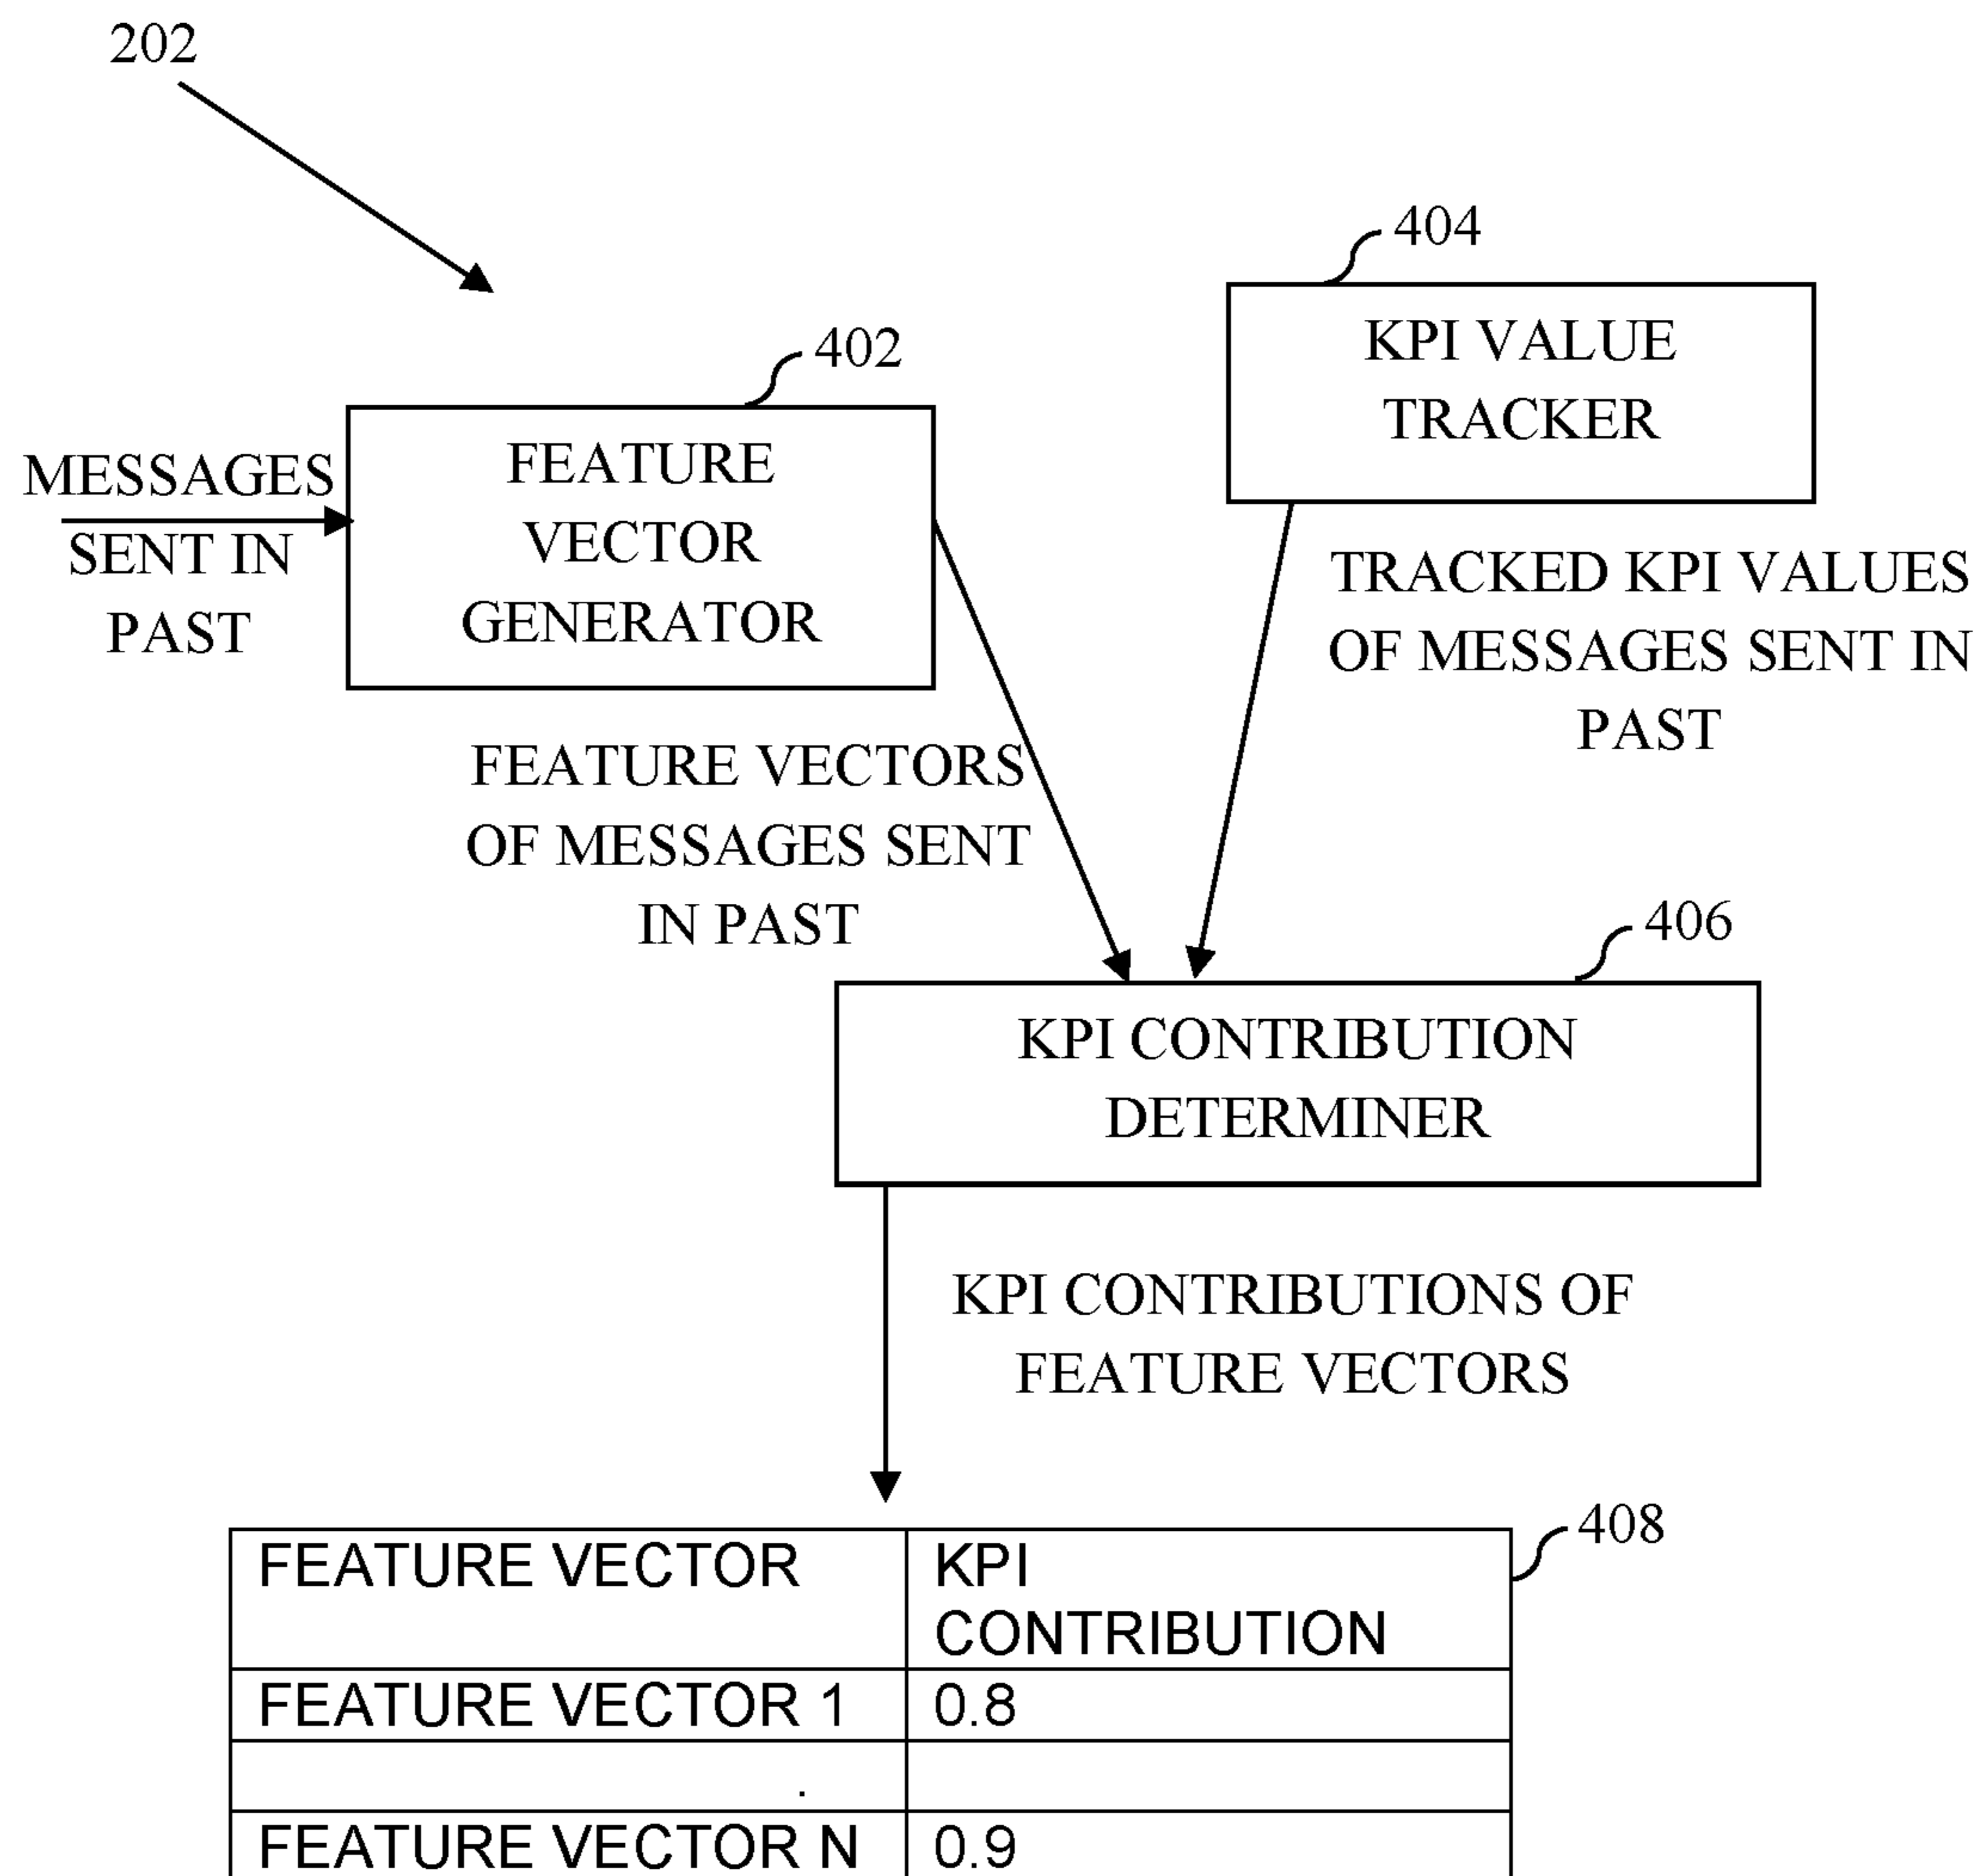 202
404
KPI VALUE
TRACKER
402
FEATURE
VECTOR
GENERATOR
MESSAGES
SENT IN
PAST
TRACKED KPI VALUES
OF MESSAGES SENT IN
PAST
FEATURE VECTORS
OF MESSAGES SENT
IN PAST
406
KPI CONTRIBUTION
DETERMINER
KPI CONTRIBUTIONS OF
FEATURE VECTORS
408
FEATURE VECTOR
KPI
CONTRIBUTION
FEATURE VECTOR 1
0.8
.
FEATURE VECTOR N
0.9